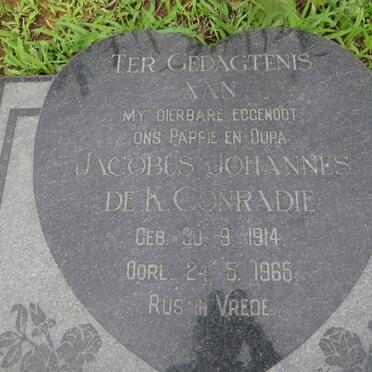 TER GEDAGTENIS
AAN
MY DIERBARE EGGENOOT
ONS PAPPIE EN OUPA
JACOBUS JOHANNES
DE K. CONRADIE
GEB. 30. 9. 1914.
OORL. 24. 5. 1965.
RUS IN VREDE.